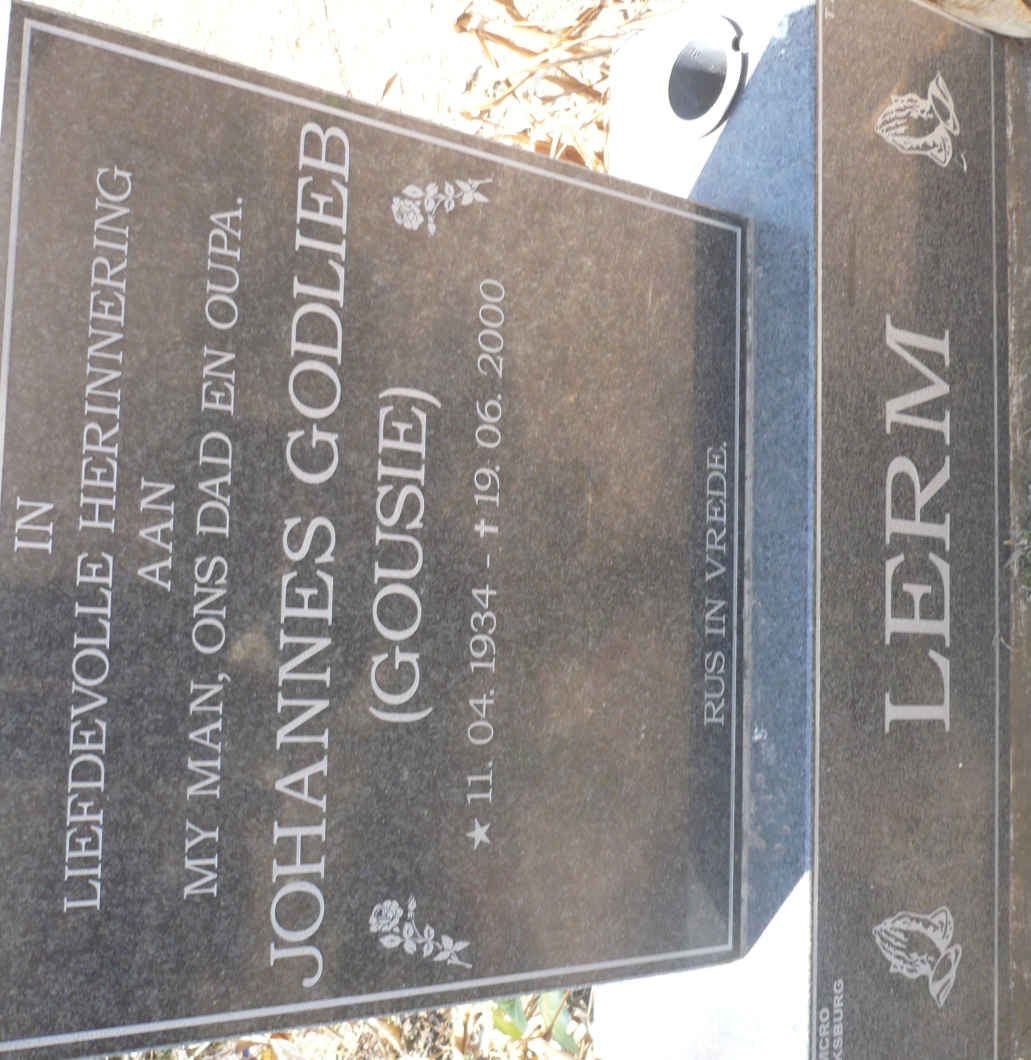 IN
LIEFDEVOLLE HERINNERING
AAN
MY MAN, ONS DAD EN OUPA.
JOHANNES GODLIEB
(GOUSIE)
★ 11. 04. 1934 - ✝ 19. 06. 2000
RUS IN VREDE.
LERM